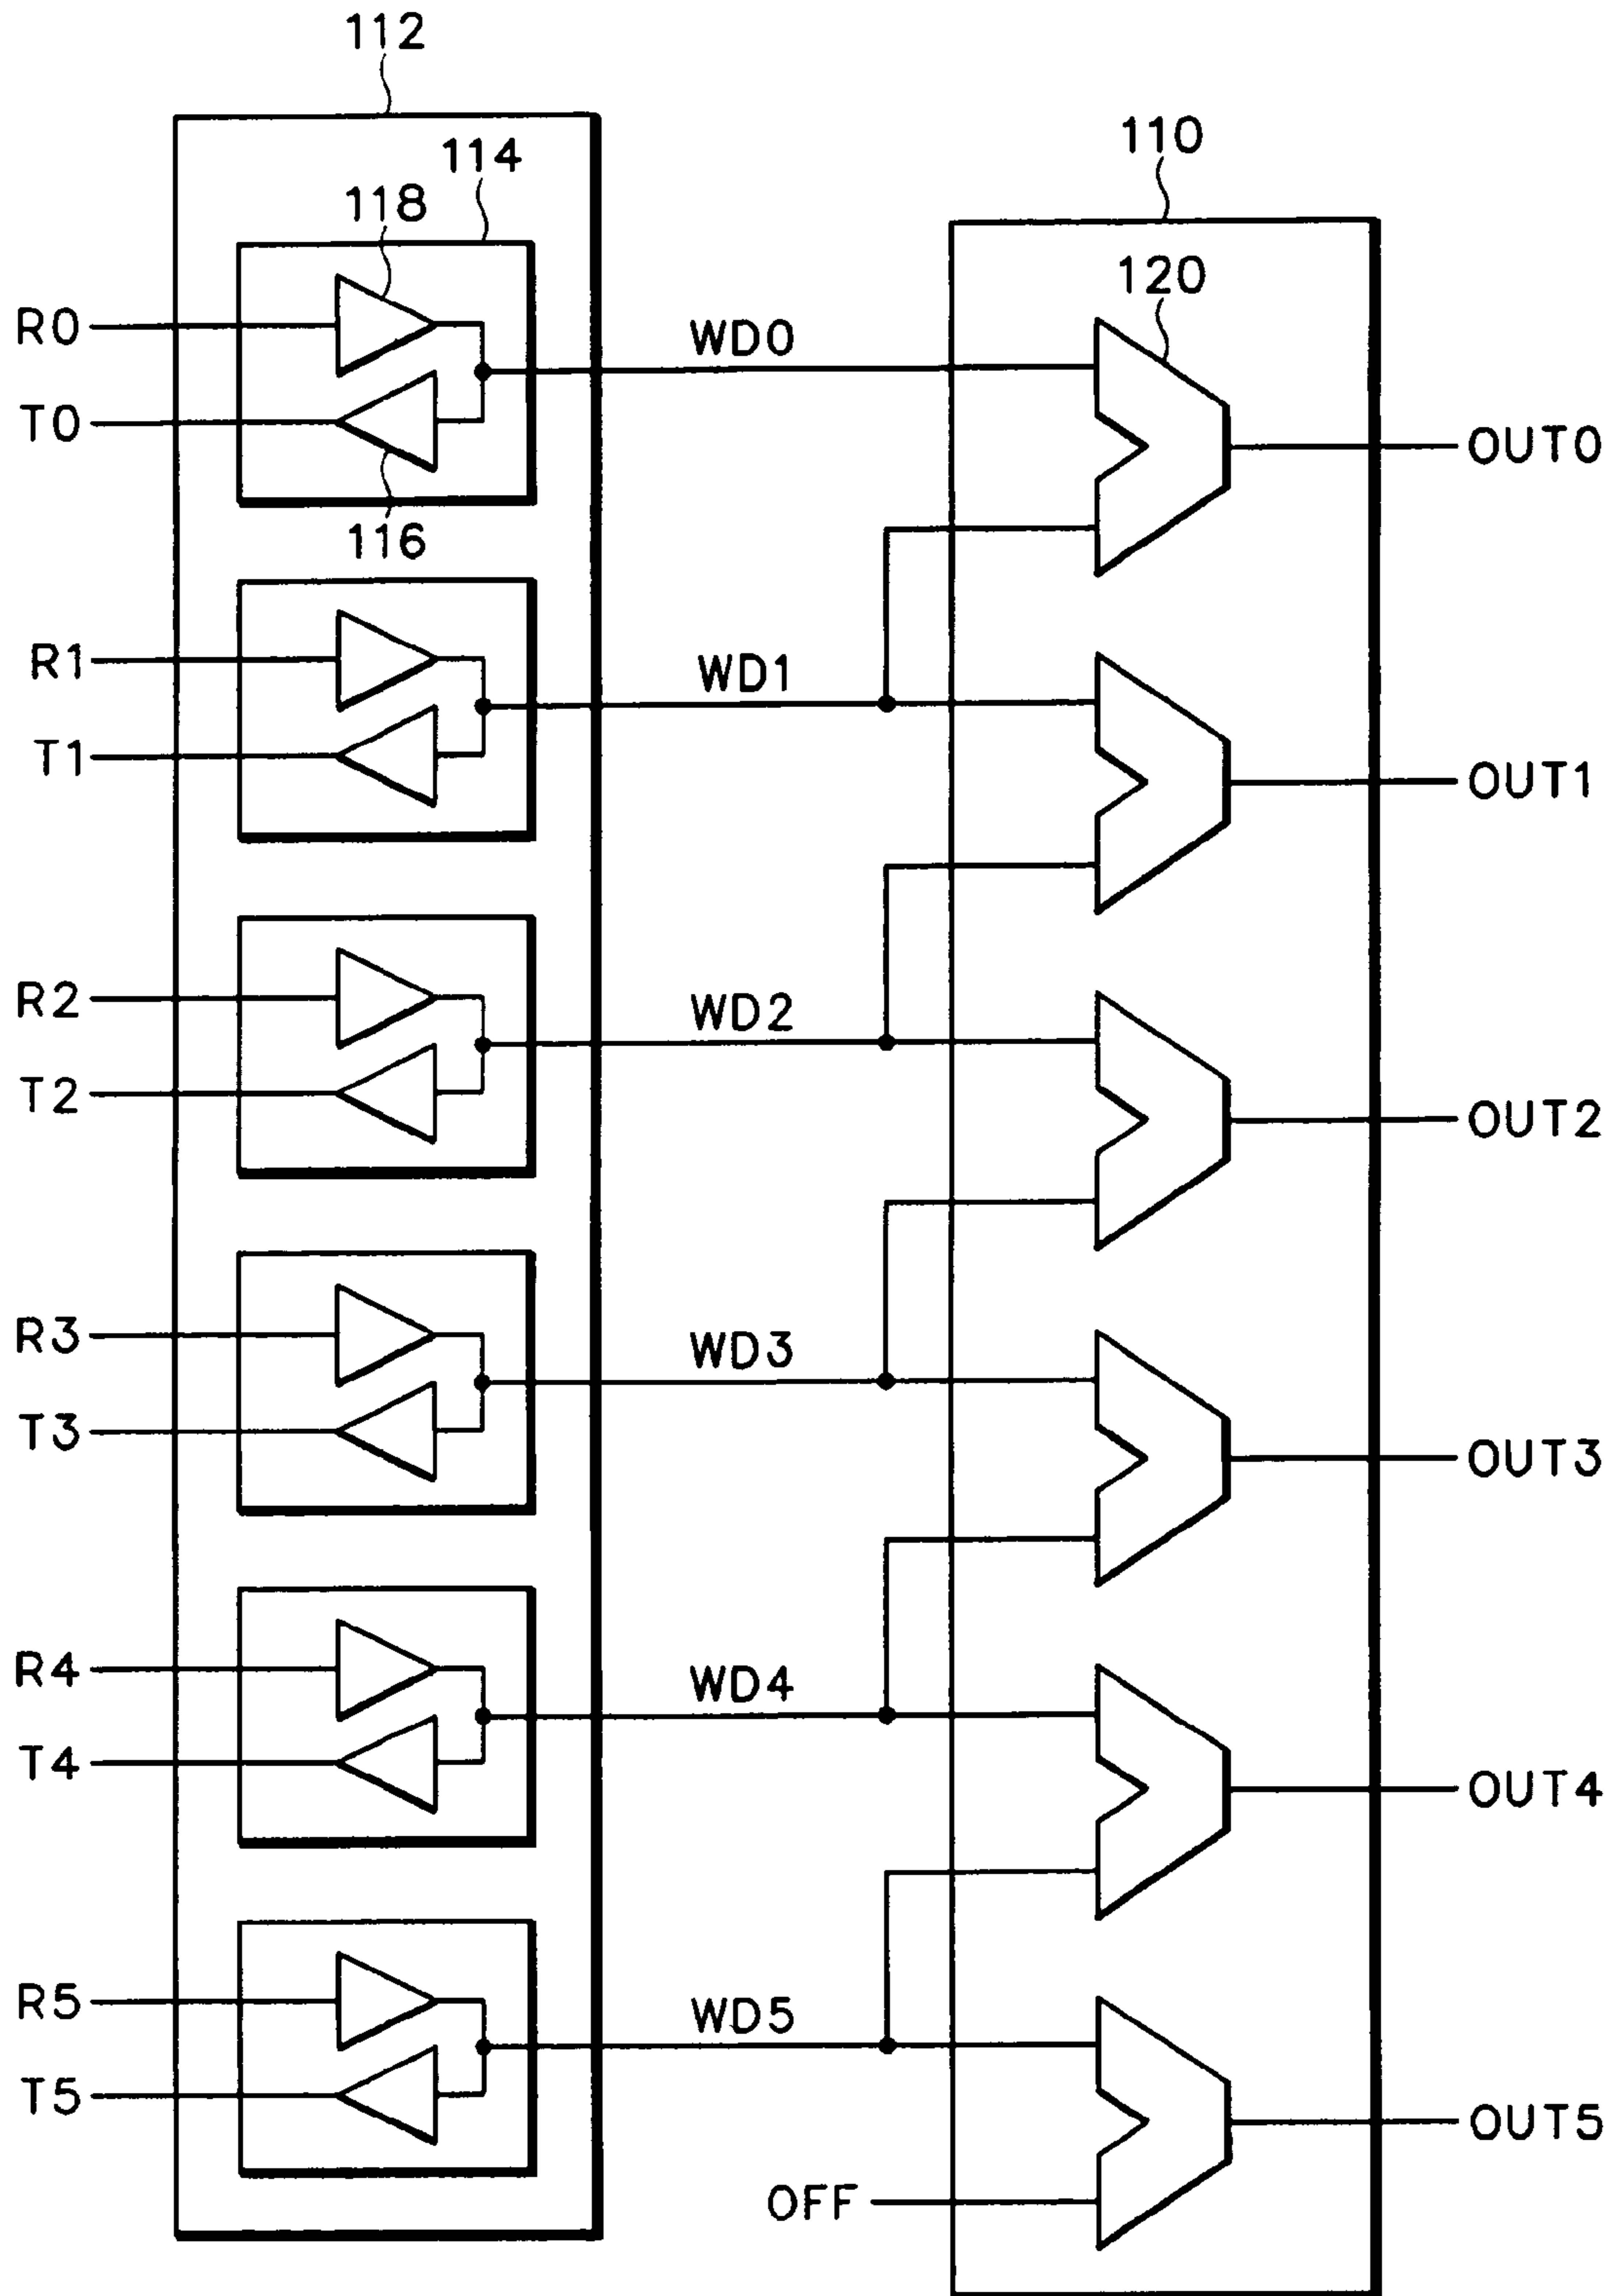 112
110
114
118
120
R0
WD0
T0
OUT0
116
R1
WD1
T1
OUT1
R2
WD2
T2
OUT2
R3
WD3
T3
OUT3
R4
WD4
T4
OUT4
R5
WD5
T5
OUT5
OFF